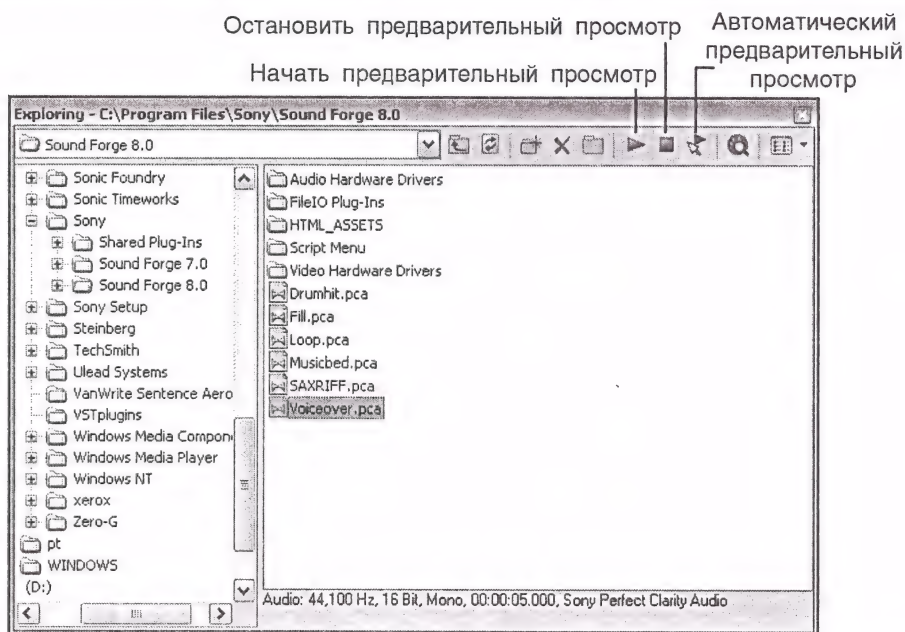 Остановить предварительный просмотр
Автоматический
предварительный
просмотр
Начать предварительный просмотр
Exploring - C:\Program Files\Sony\Sound Forge 8.0
Sound Forge 8.0
Sonic Foundry
Sonic Timeworks
Sony
Shared Plug-Ins
Sound Forge 7.0
Sound Forge 8.0
Sony Setup
Steinberg
TechSmith
Ulead Systems
VanWrite Sentence Aero
VSTplugins
Windows Media Compon
Windows Media Player
Windows NT
xerox
Zero-G
pt
WINDOWS
(D:)
Audio Hardware Drivers
FileIO Plug-Ins
HTML_ASSETS
Script Menu
Video Hardware Drivers
Drumhit.pca
Fill.pca
Loop.pca
Musicbed.pca
SAXRIFF.pca
Voiceover.pca
Audio: 44,100 Hz, 16 Bit, Mono, 00:00:05.000, Sony Perfect Clarity Audio